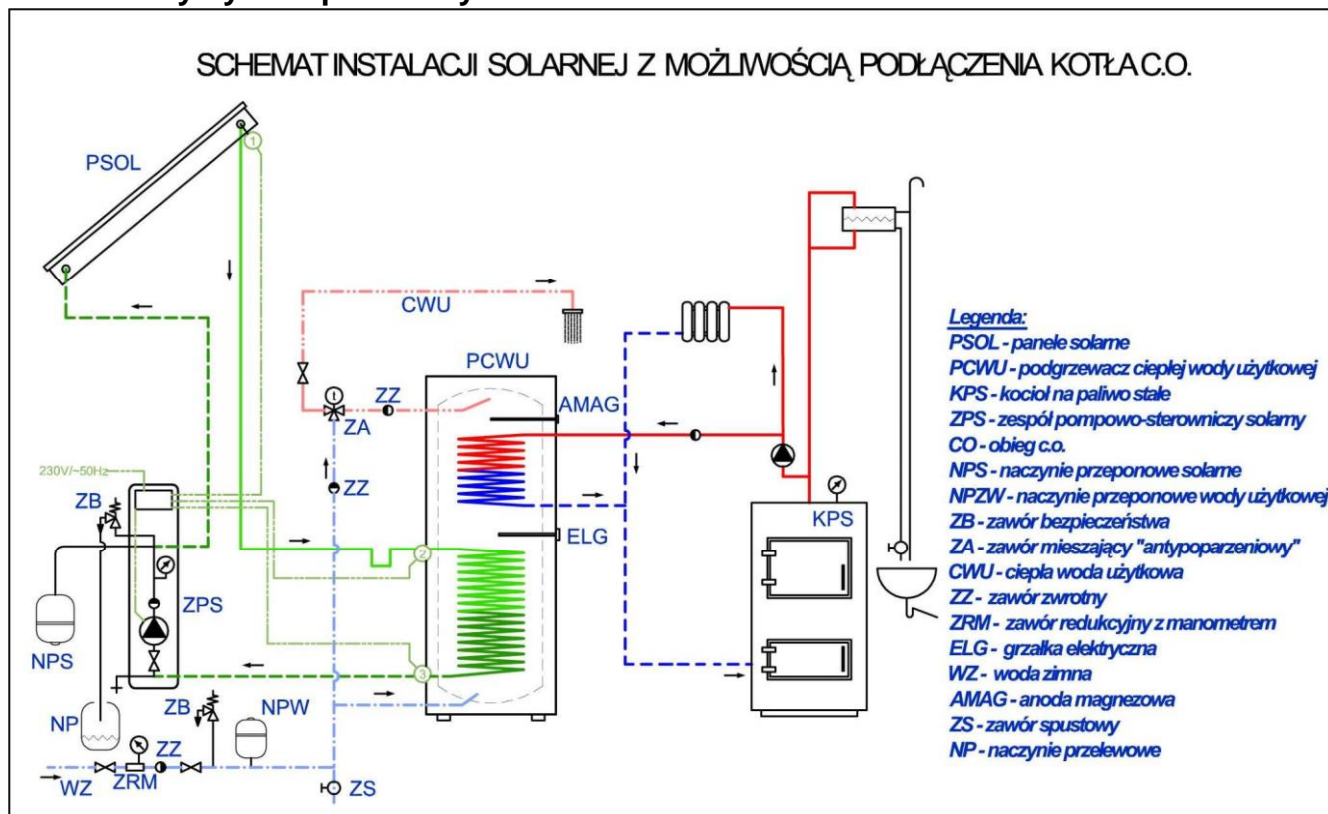 SCHEMAT INSTALACJI SOLARNEJ Z MOŻLIWOŚCIĄ PODŁĄCZENIA KOTŁA C.O.
1
PSOL
CWU
PCWU
ZZ
AMAG
ZA
230V/~50Hz
ZB
ZZ
KPS
2
ELG
ZPS
NPS
3
ZB
NPW
NP
ZZ
WZ
ZRM
ZS
t
Legenda:
PSOL - panele solarne
PCWU - podgrzewacz ciepłej wody użytkowej
KPS - kocioł na paliwo stałe
ZPS - zespół pompowo-sterowniczy solarny
CO - obieg c.o.
NPS - naczynie przeponowe solarne
NPZW - naczynie przeponowe wody użytkowej
ZB - zawór bezpieczeństwa
ZA - zawór mieszający "antypoparzeniowy"
CWU - ciepła woda użytkowa
ZZ - zawór zwrotny
ZRM - zawór redukcyjny z manometrem
ELG - grzałka elektryczna
WZ - woda zimna
AMAG - anoda magnezowa
ZS - zawór spustowy
NP - naczynie przelewowe